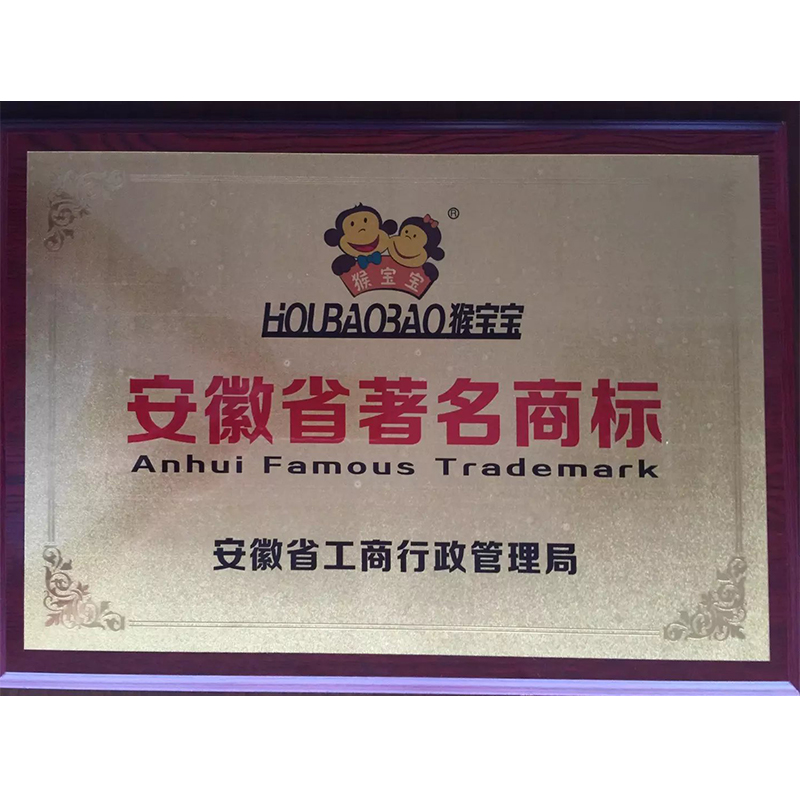 ®
猴宝宝
HOUBAOBAO猴宝宝
安徽省著名商标
Anhui Famous Trademark
安徽省工商行政管理局